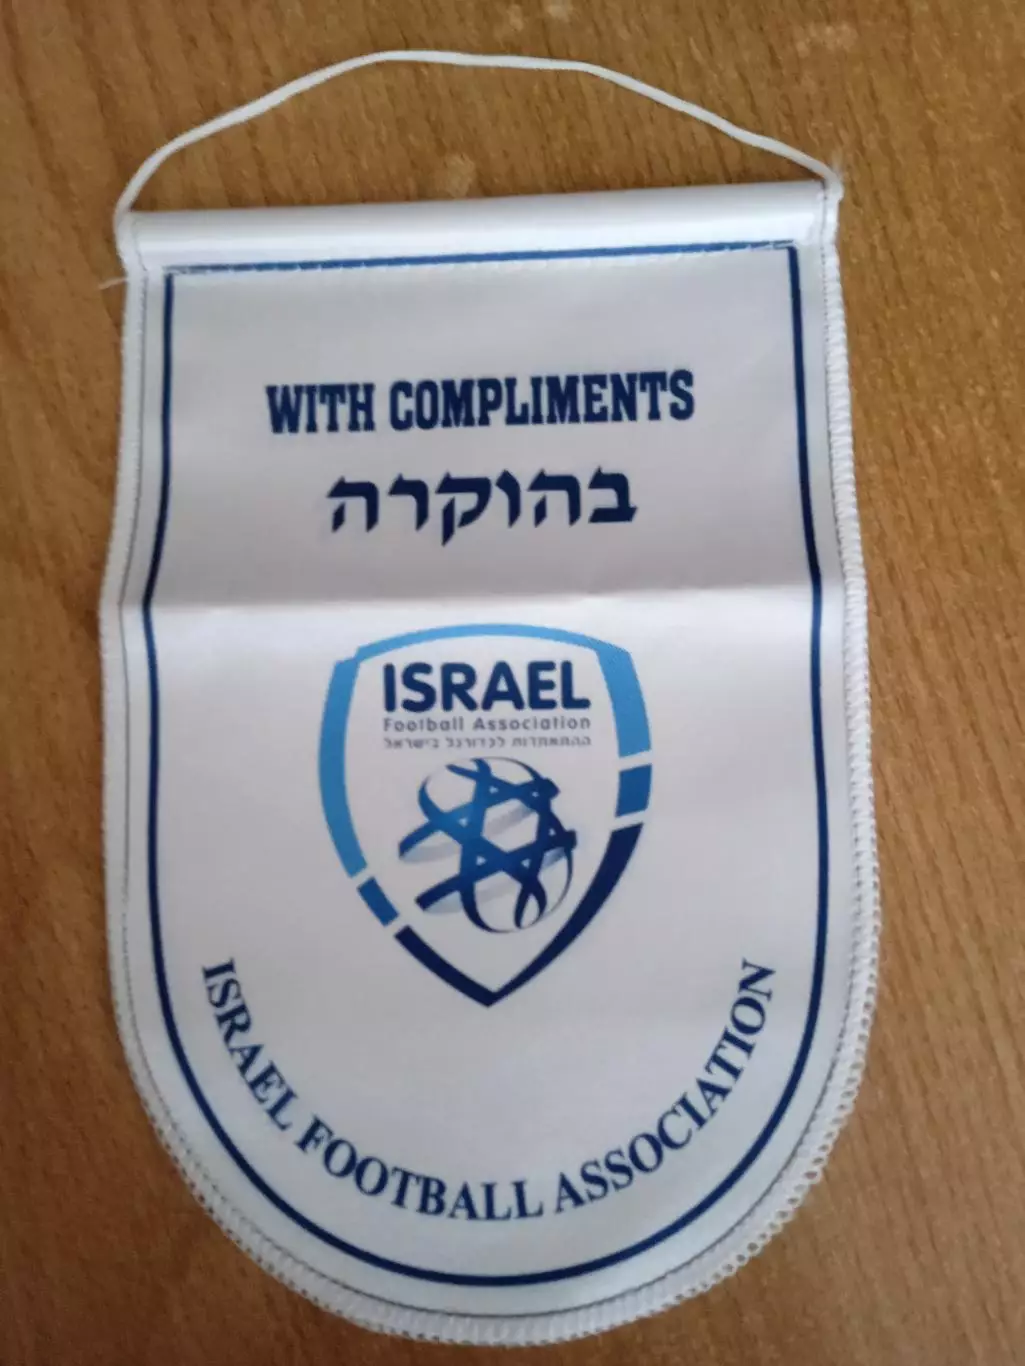 WITH COMPLIMENTS
בהוקרה
ISRAEL
Football Association
ההתאחדות לכדורגל בישראל
ISRAEL FOOTBALL ASSOCIATION